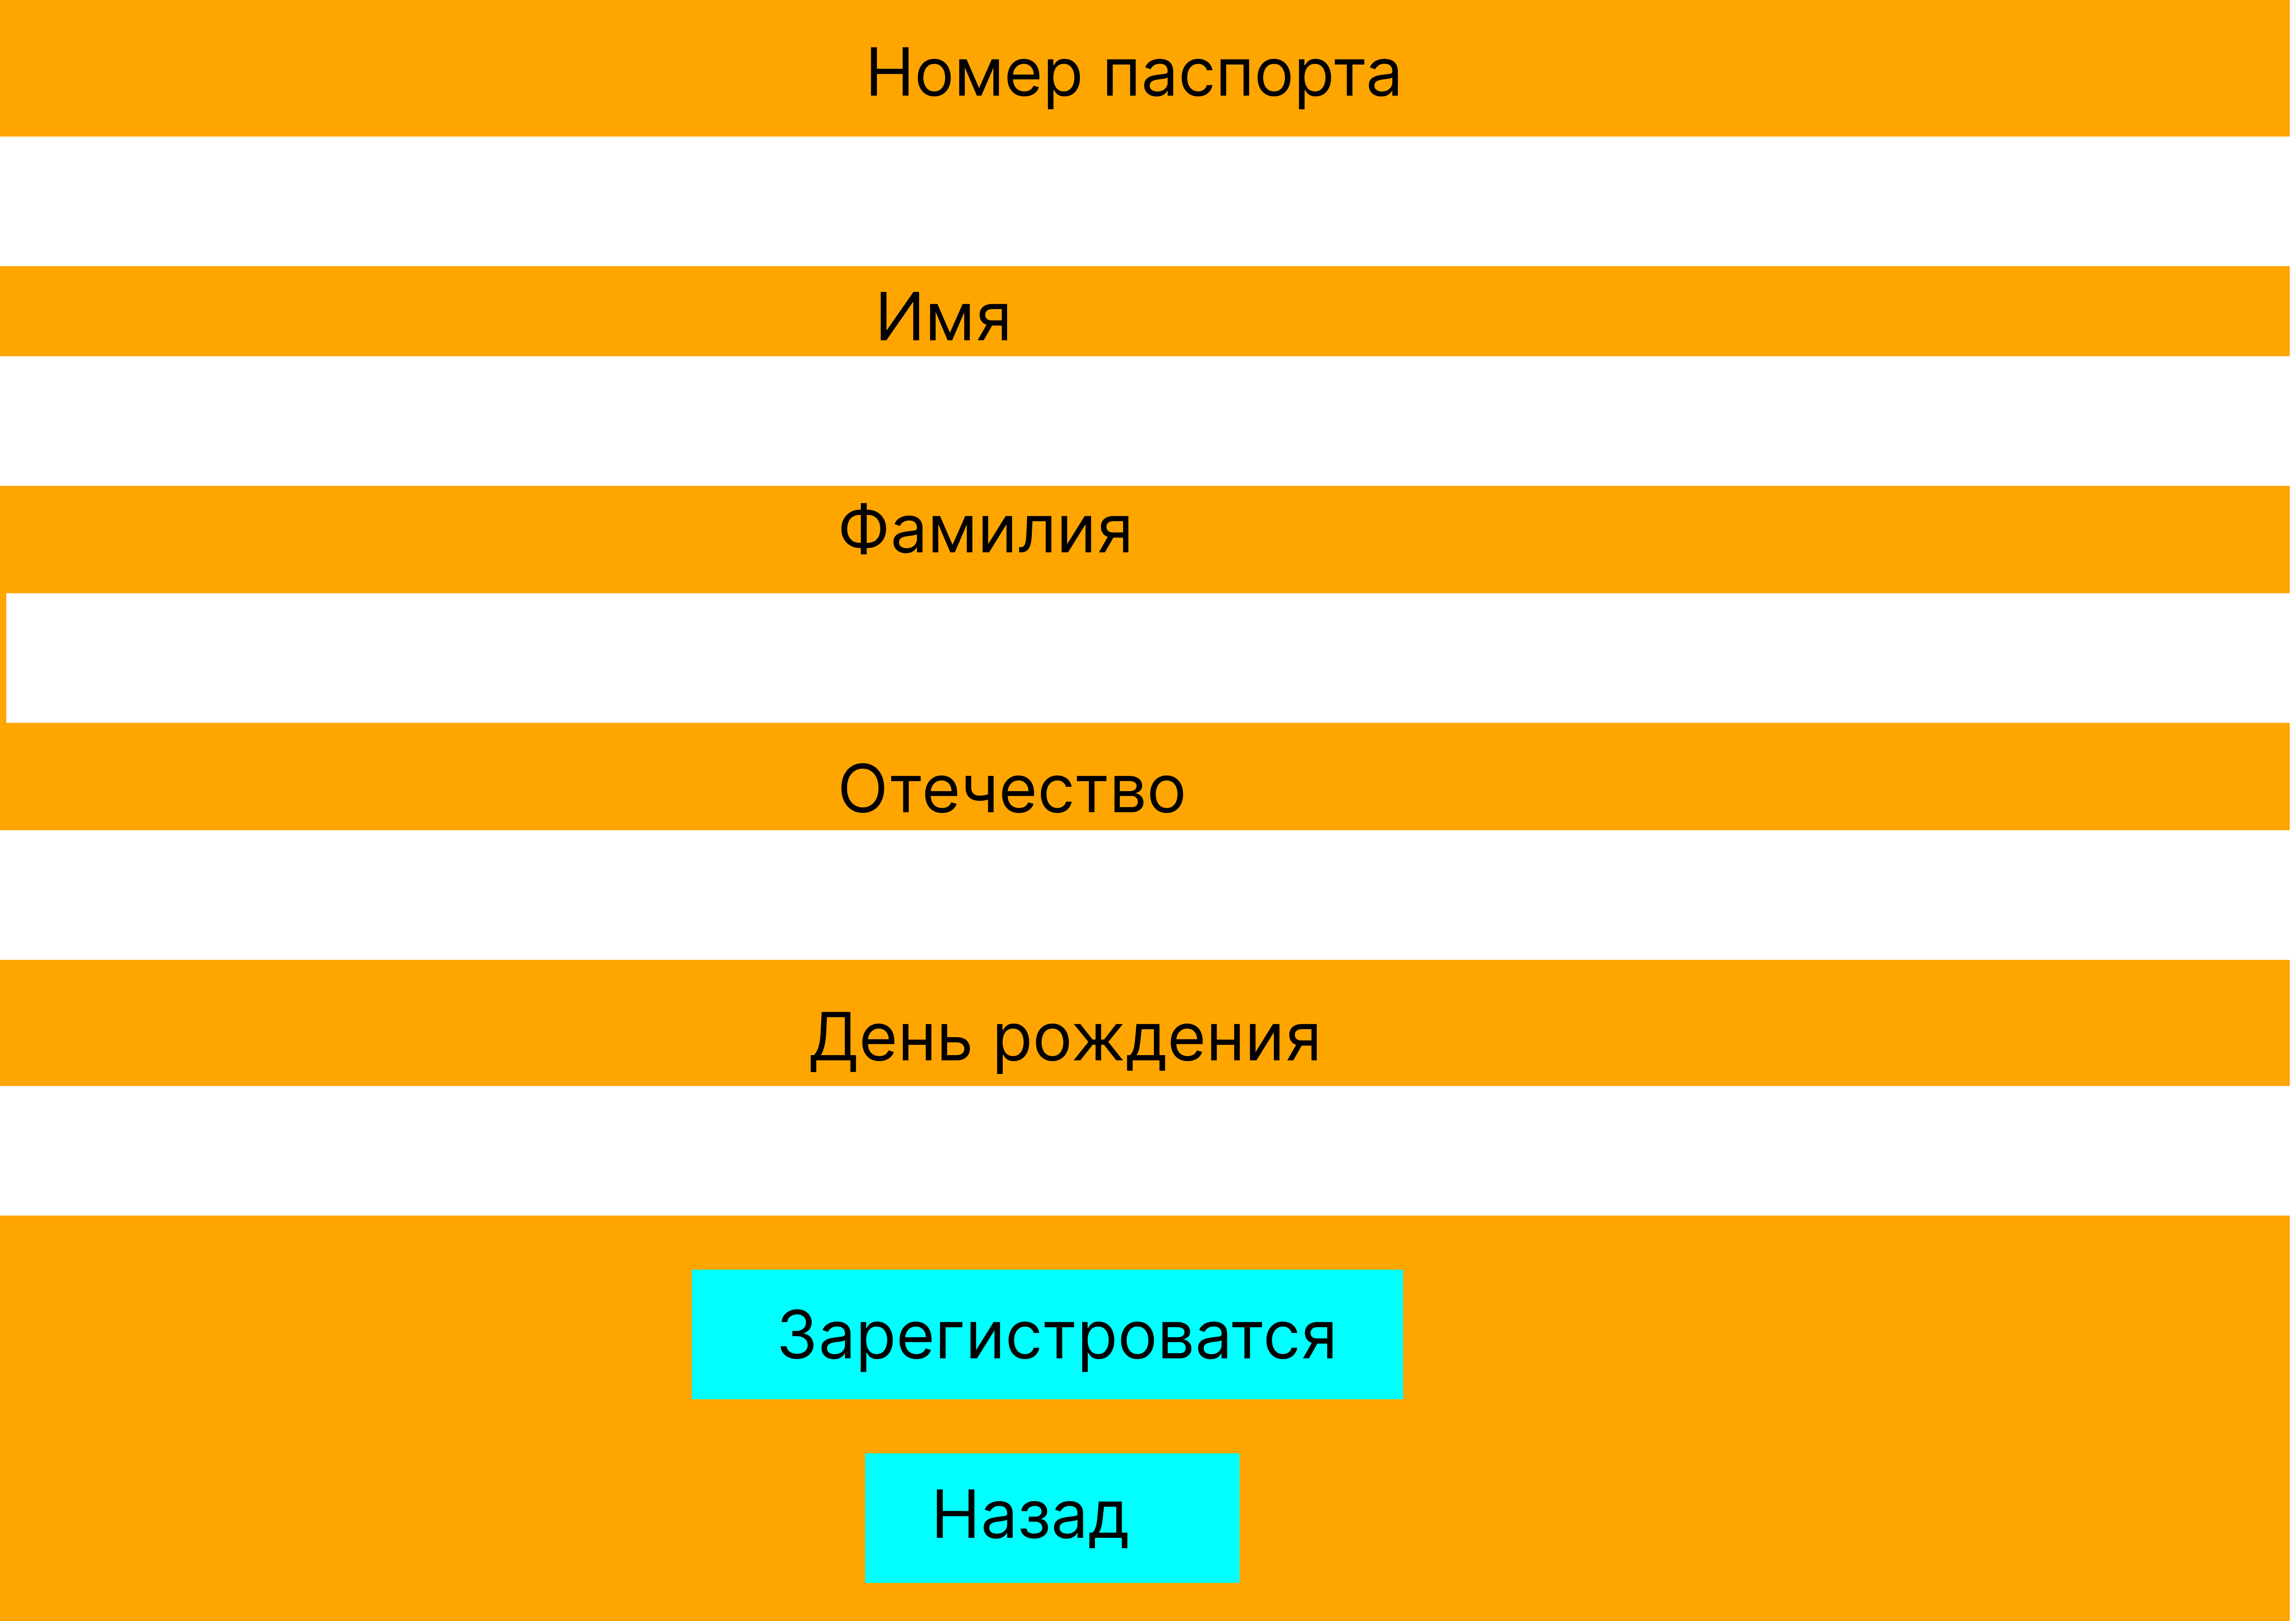 Номер паспорта
Имя
Фамилия
Отечество
День рождения
Зарегистроватся
Назад